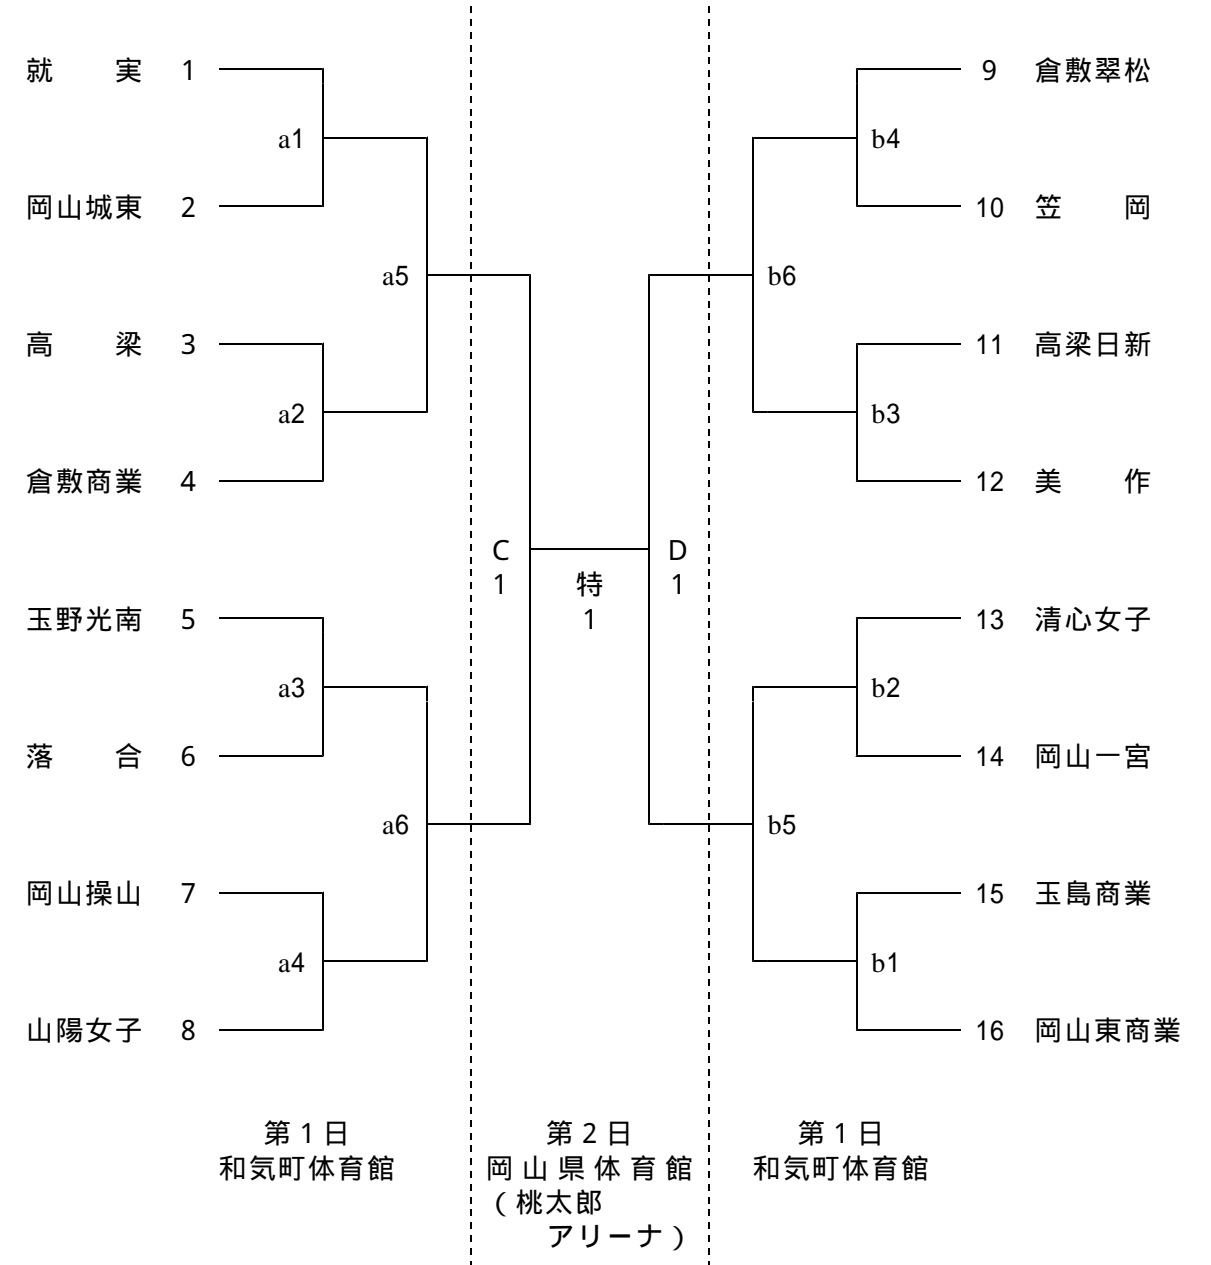 就　　実 1
a1
岡山城東 2
a5
高　　梁 3
a2
倉敷商業 4
玉野光南 5
a3
落　　合 6
a6
岡山操山 7
a4
山陽女子 8
C
1
特
1
D
1
9 倉敷翠松
b4
10 笠　　岡
b6
11 高梁日新
b3
12 美　　作
13 清心女子
b2
14 岡山一宮
b5
15 玉島商業
b1
16 岡山東商業
第1日
和気町体育館
第2日
岡山県体育館
（桃太郎
アリーナ）
第1日
和気町体育館